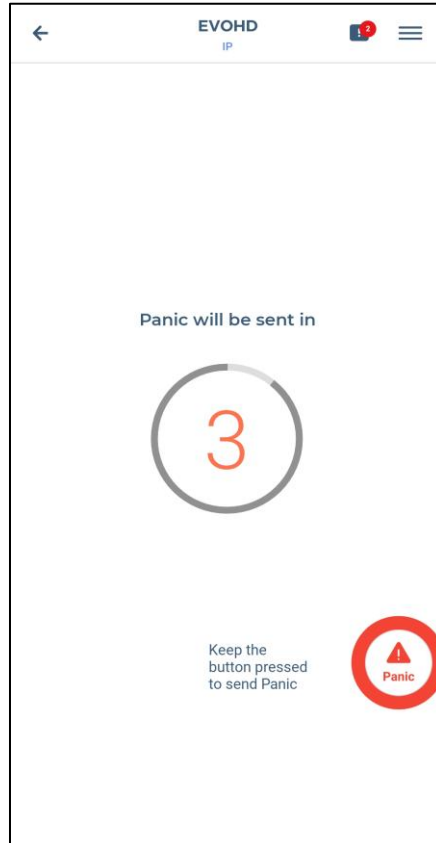 EVOHD
IP
2
Panic will be sent in
3
Keep the
button pressed
to send Panic
Panic